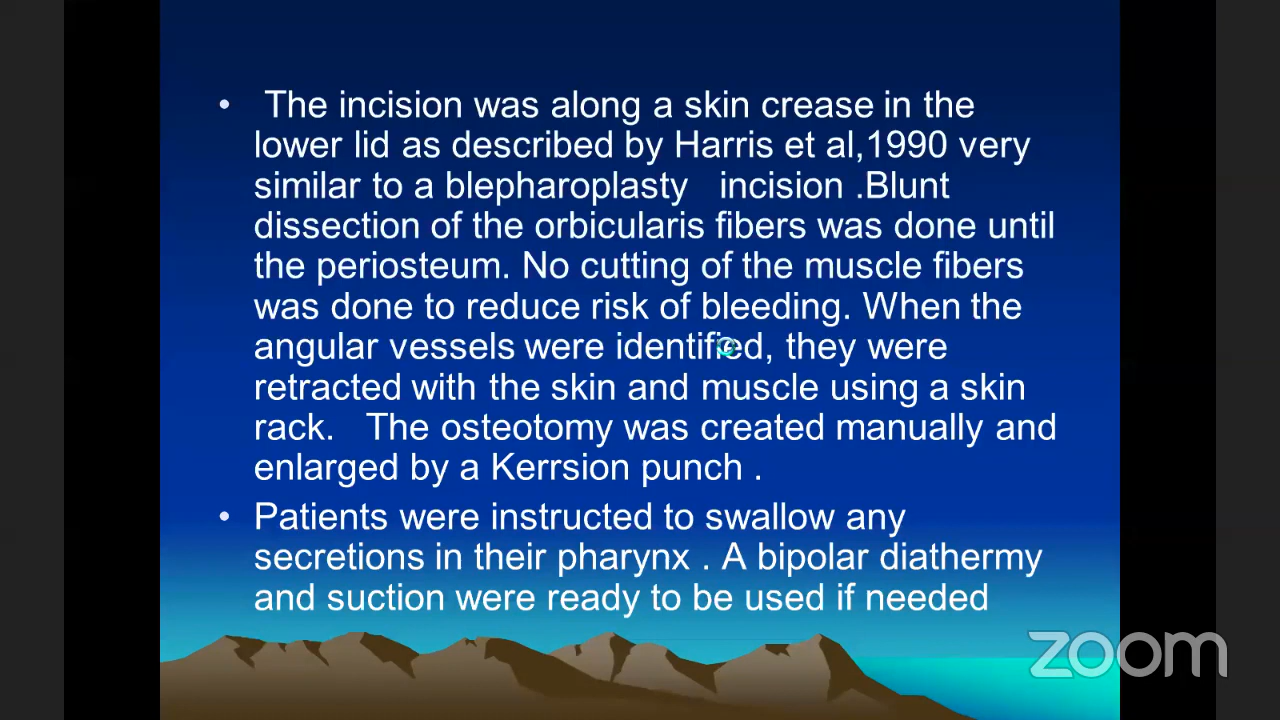 • The incision was along a skin crease in the
lower lid as described by Harris et al,1990 very
similar to a blepharoplasty incision .Blunt
dissection of the orbicularis fibers was done until
the periosteum. No cutting of the muscle fibers
was done to reduce risk of bleeding. When the
angular vessels were identified, they were
retracted with the skin and muscle using a skin
rack. The osteotomy was created manually and
enlarged by a Kerrsion punch .
• Patients were instructed to swallow any
secretions in their pharynx . A bipolar diathermy
and suction were ready to be used if needed
zoom